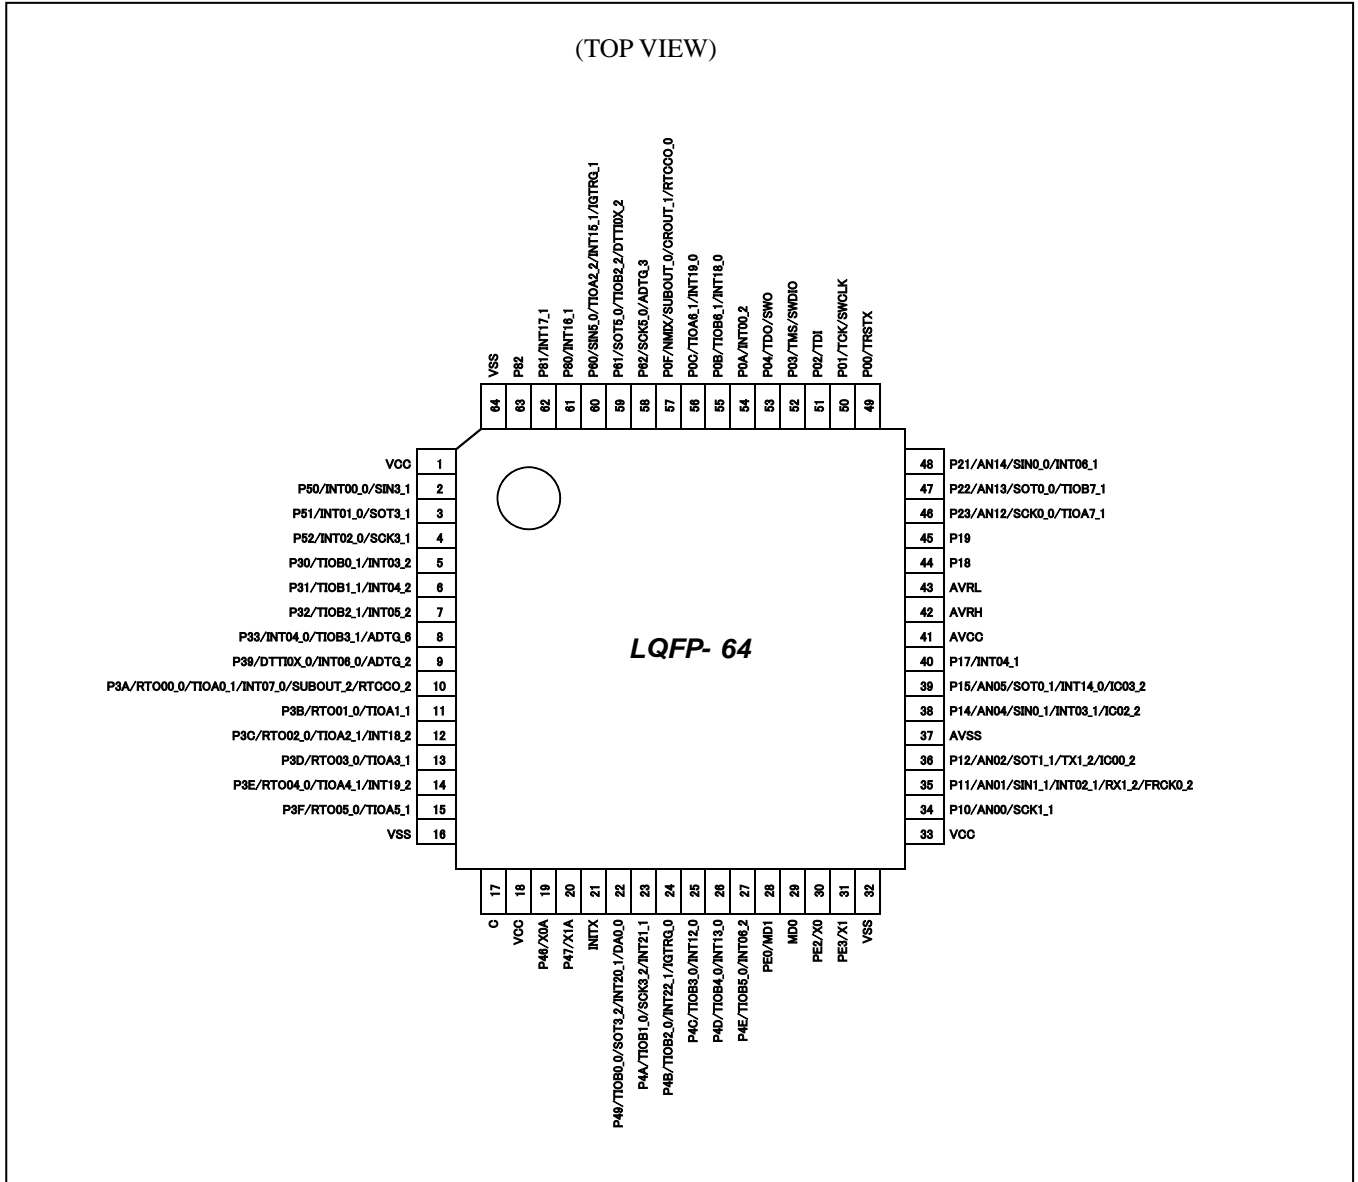 (TOP VIEW)
VSS
P82
P81/INT17_1
P80/INT16_1
P60/SIN5_0/TIOA2_2/INT15_1/IGTRG_1
P61/SOT5_0/TIOB2_2/DTTI0X_2
P62/SCK5_0/ADTG_3
P0F/NMIX/SUBOUT_0/CROUT_1/RTCCO_0
P0C/TIOA6_1/INT19_0
P0B/TIOB6_1/INT18_0
P0A/INT00_2
P04/TDO/SWO
P03/TMS/SWDIO
P02/TDI
P01/TCK/SWCLK
P00/TRSTX
64 63 62 61 60 59 58 57 56 55 54 53 52 51 50 49
VCC 1
P50/INT00_0/SIN3_1 2
P51/INT01_0/SOT3_1 3
P52/INT02_0/SCK3_1 4
P30/TIOB0_1/INT03_2 5
P31/TIOB1_1/INT04_2 6
P32/TIOB2_1/INT05_2 7
P33/INT04_0/TIOB3_1/ADTG_6 8
P39/DTTI0X_0/INT06_0/ADTG_2 9
P3A/RTO00_0/TIOA0_1/INT07_0/SUBOUT_2/RTCCO_2 10
P3B/RTO01_0/TIOA1_1 11
P3C/RTO02_0/TIOA2_1/INT18_2 12
P3D/RTO03_0/TIOA3_1 13
P3E/RTO04_0/TIOA4_1/INT19_2 14
P3F/RTO05_0/TIOA5_1 15
VSS 16
LQFP- 64
48 P21/AN14/SIN0_0/INT06_1
47 P22/AN13/SOT0_0/TIOB7_1
46 P23/AN12/SCK0_0/TIOA7_1
45 P19
44 P18
43 AVRL
42 AVRH
41 AVCC
40 P17/INT04_1
39 P15/AN05/SOT0_1/INT14_0/IC03_2
38 P14/AN04/SIN0_1/INT03_1/IC02_2
37 AVSS
36 P12/AN02/SOT1_1/TX1_2/IC00_2
35 P11/AN01/SIN1_1/INT02_1/RX1_2/FRCK0_2
34 P10/AN00/SCK1_1
33 VCC
17 18 19 20 21 22 23 24 25 26 27 28 29 30 31 32
C
VCC
P46/X0A
P47/X1A
INITX
P49/TIOB0_0/SOT3_2/INT20_1/DA0_0
P4A/TIOB1_0/SCK3_2/INT21_1
P4B/TIOB2_0/INT22_1/IGTRG_0
P4C/TIOB3_0/INT12_0
P4D/TIOB4_0/INT13_0
P4E/TIOB5_0/INT06_2
PE0/MD1
MD0
PE2/X0
PE3/X1
VSS